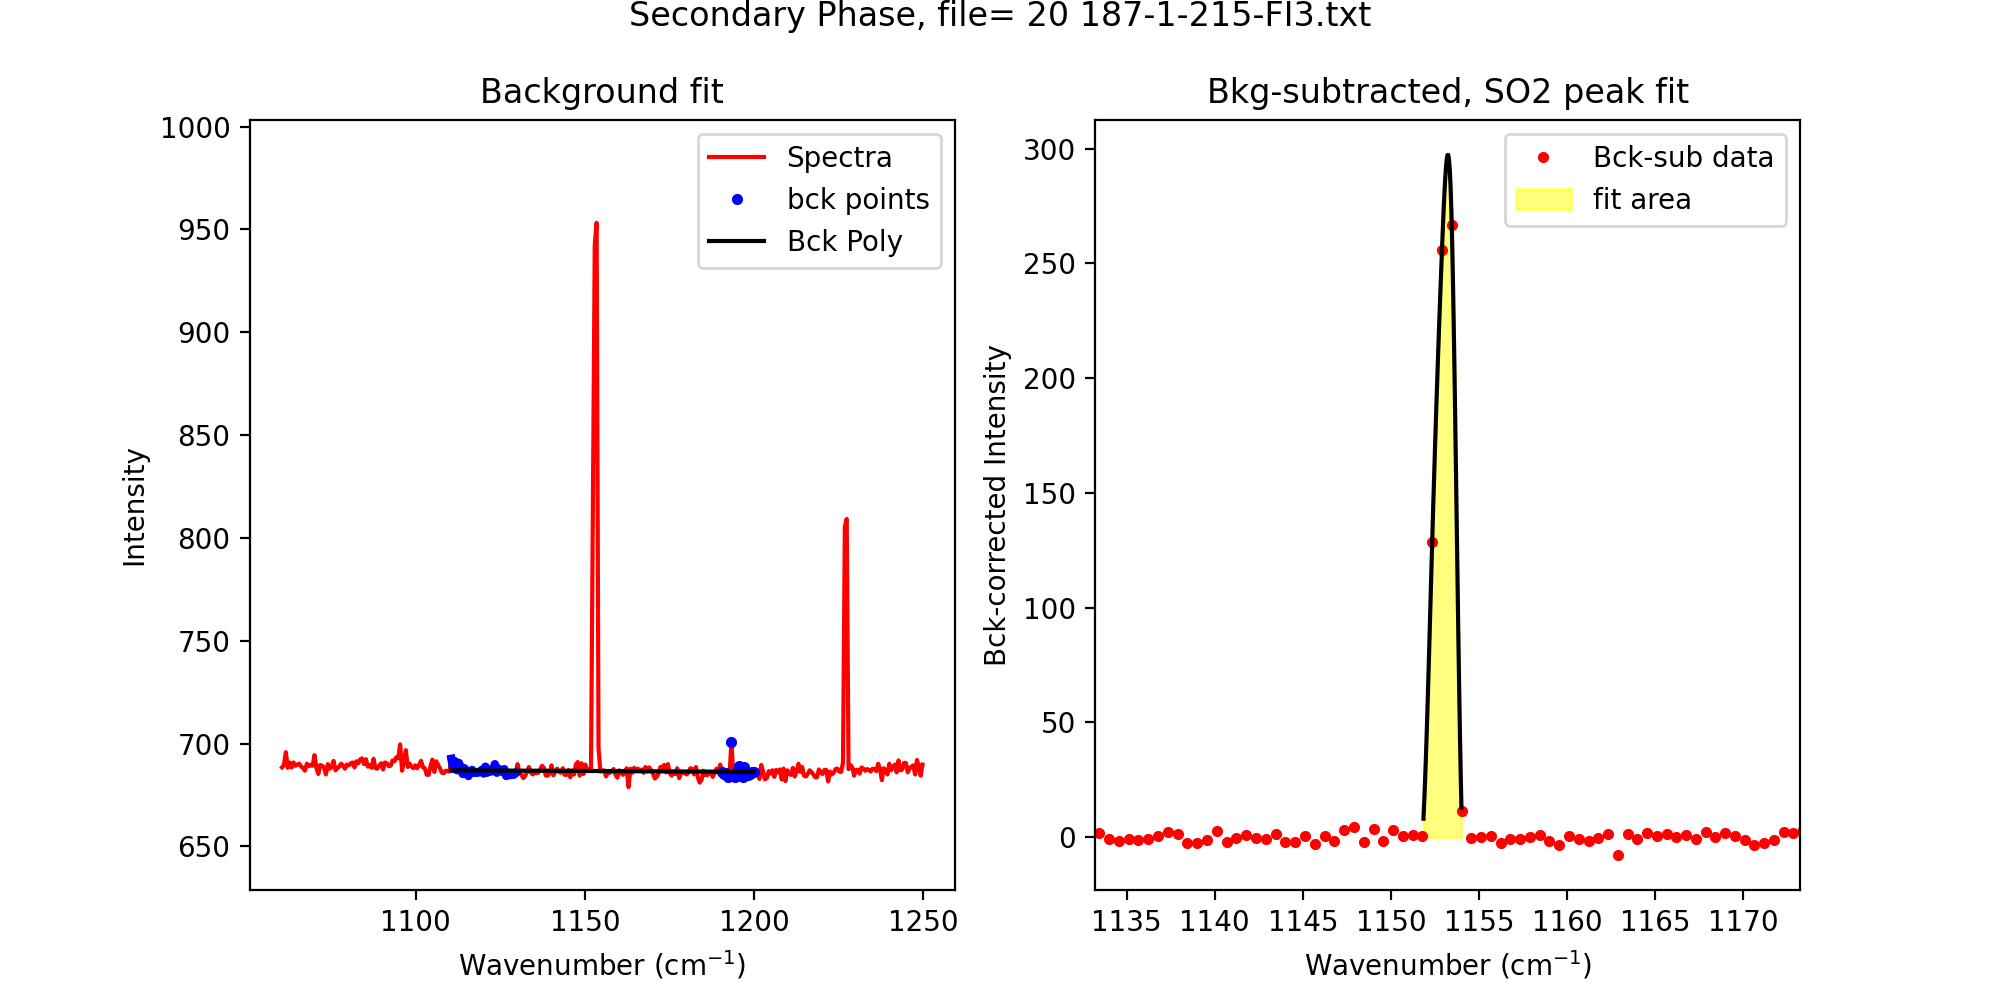 Secondary Phase, file= 20 187-1-215-FI3.txt
Background fit
1000
950
900
850
800
750
700
650
Intensity
Spectra
bck points
Bck Poly
1100 1150 1200 1250
Wavenumber (cm⁻¹)
Bkg-subtracted, SO2 peak fit
300
250
200
150
100
50
0
Bck-corrected Intensity
Bck-sub data
fit area
1135 1140 1145 1150 1155 1160 1165 1170
Wavenumber (cm⁻¹)